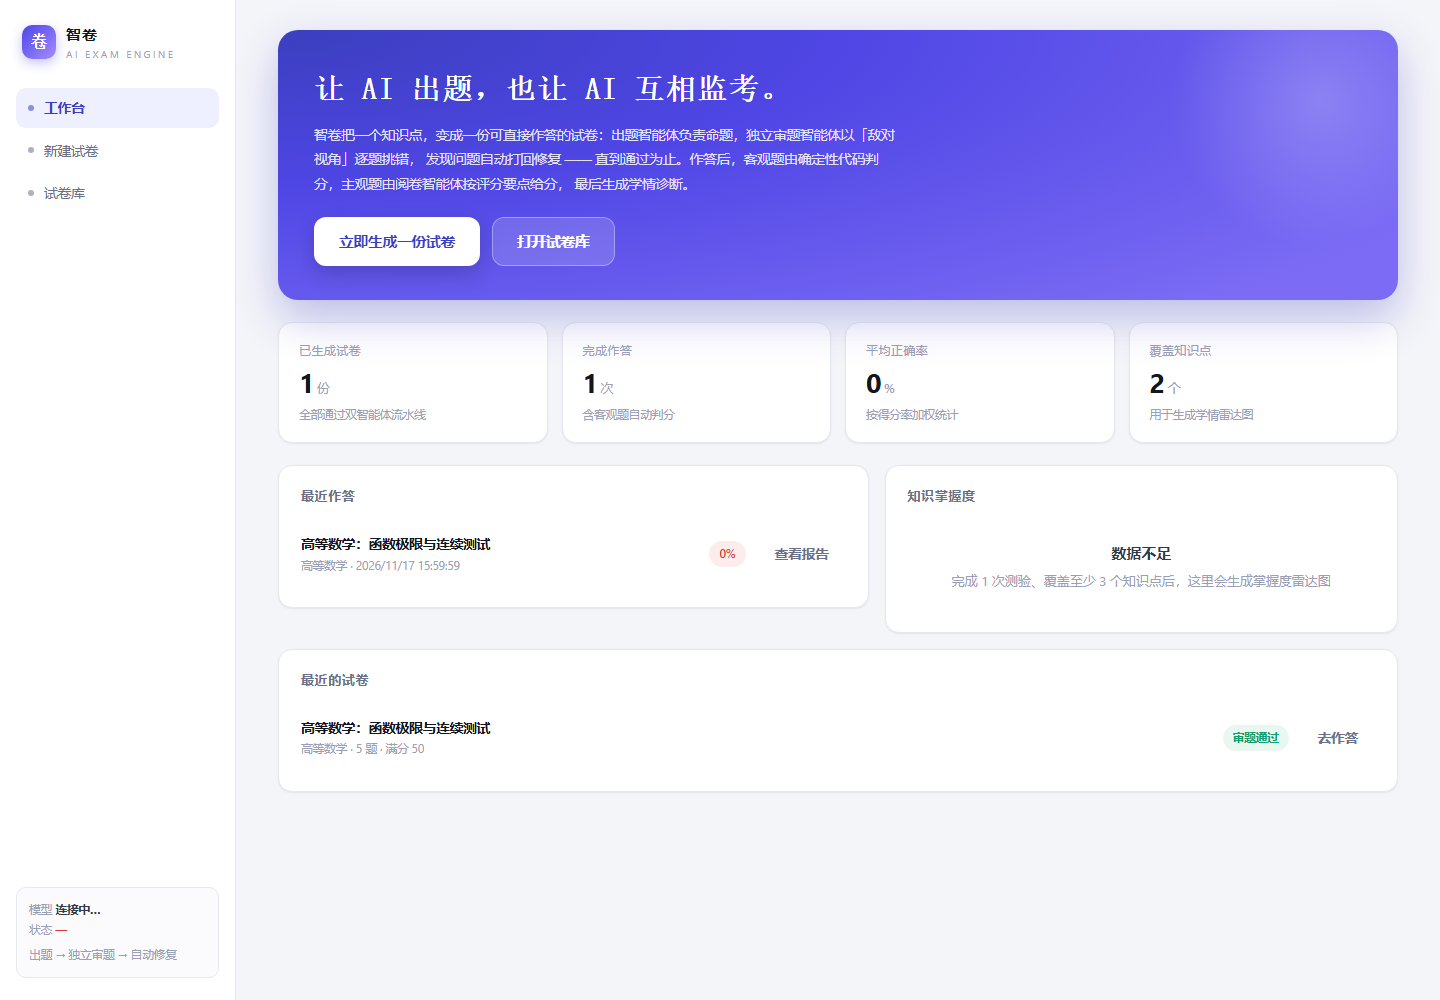 卷
智卷
AI EXAM ENGINE
工作台
新建试卷
试卷库
让 AI 出题，也让 AI 互相监考。
智卷把一个知识点，变成一份可直接作答的试卷：出题智能体负责命题，独立审题智能体以「敌对
视角」逐题挑错， 发现问题自动打回修复 —— 直到通过为止。作答后，客观题由确定性代码判
分，主观题由阅卷智能体按评分要点给分， 最后生成学情诊断。
立即生成一份试卷
打开试卷库
已生成试卷
1 份
全部通过双智能体流水线
完成作答
1 次
含客观题自动判分
平均正确率
0 %
按得分率加权统计
覆盖知识点
2 个
用于生成学情雷达图
最近作答
高等数学：函数极限与连续测试
高等数学 · 2026/11/17 15:59:59
0%
查看报告
知识掌握度
数据不足
完成 1 次测验、覆盖至少 3 个知识点后，这里会生成掌握度雷达图
最近的试卷
高等数学：函数极限与连续测试
高等数学 · 5 题 · 满分 50
审题通过
去作答
模型 连接中...
状态 —
出题 → 独立审题 → 自动修复